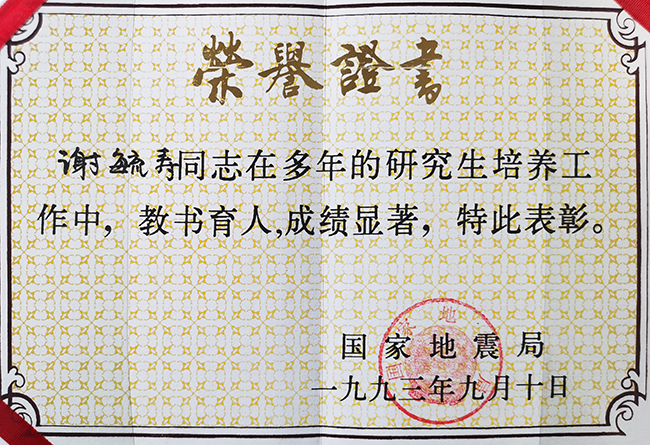 榮譽證書
谢毓寿同志在多年的研究生培养工
作中，教书育人,成绩显著，特此表彰。
国家地震局
一九九三年九月十日